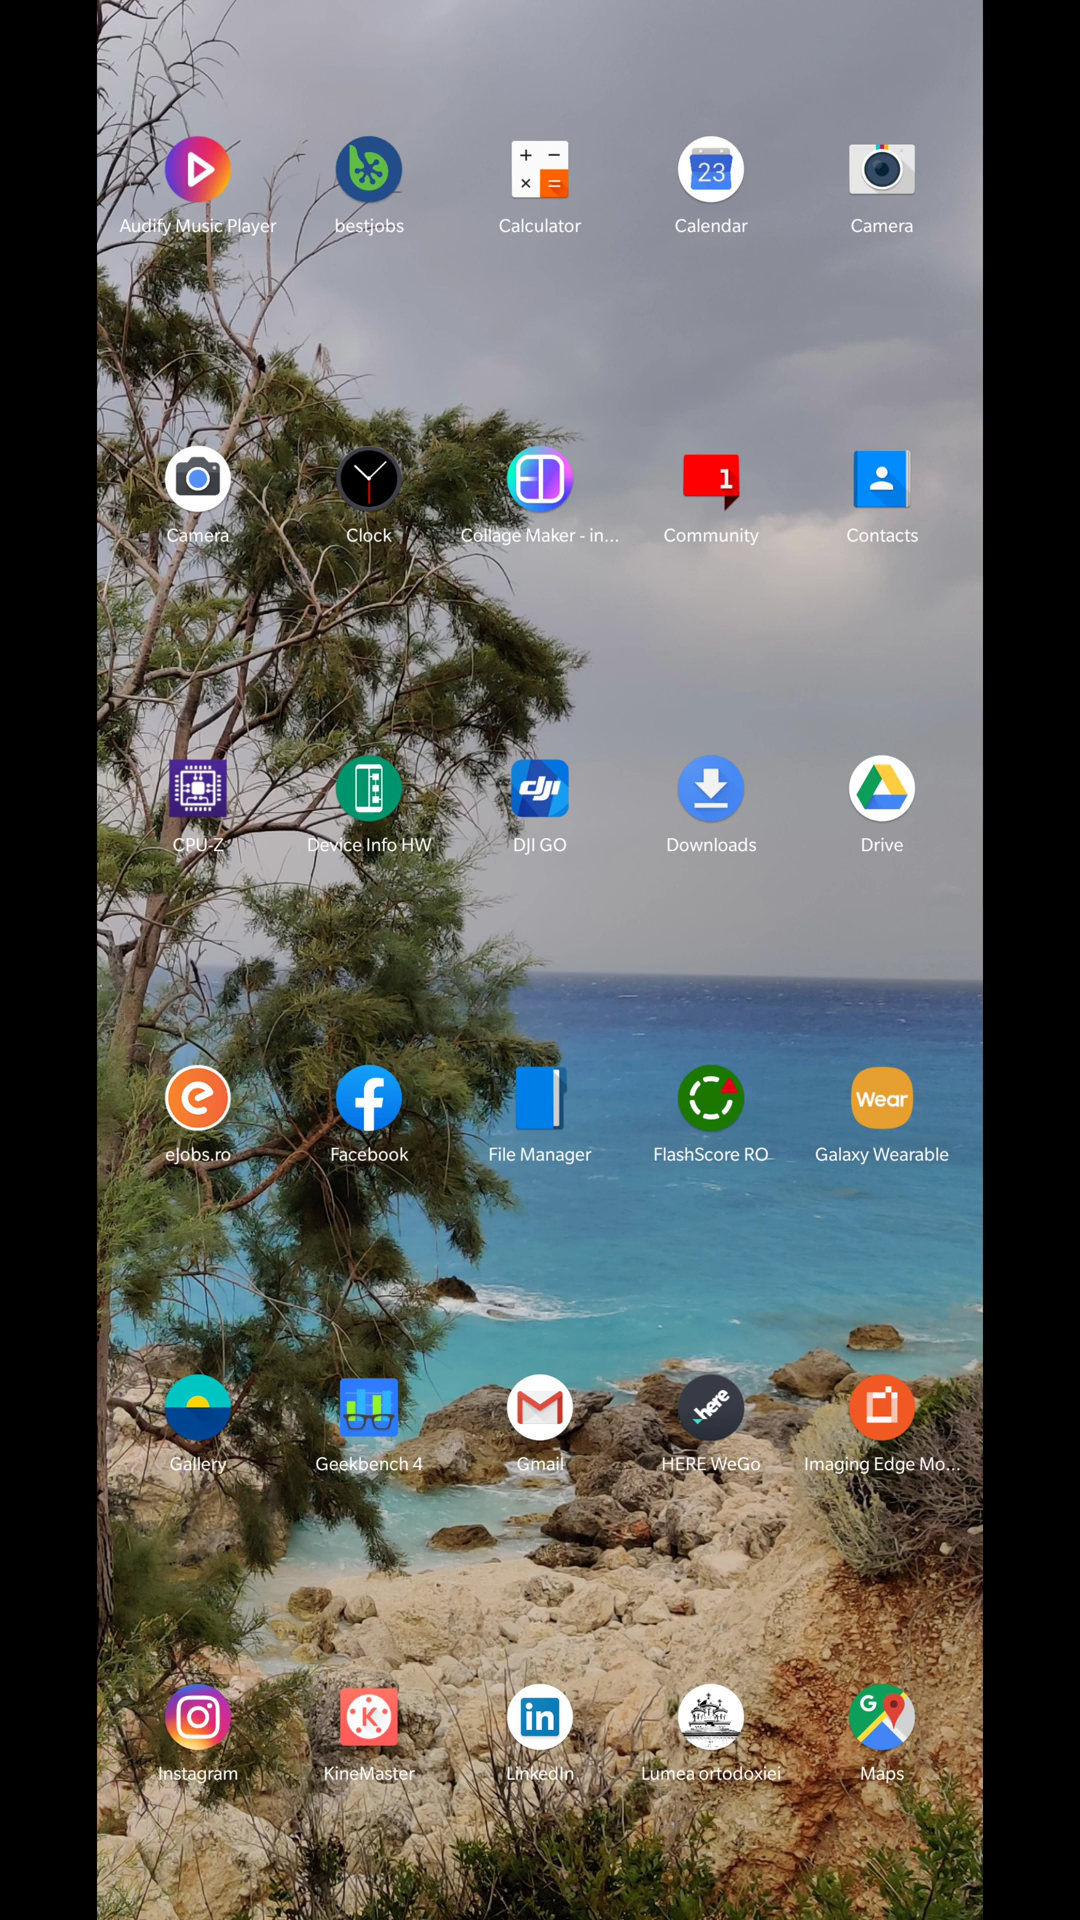 Audify Music Player
bestjobs
+ −
× =
Calculator
23
Calendar
Camera
Camera
Clock
Collage Maker - in...
1
Community
Contacts
CPU-Z
Device Info HW
dji
DJI GO
Downloads
Drive
e
eJobs.ro
f
Facebook
File Manager
FlashScore RO
Wear
Galaxy Wearable
Gallery
Geekbench 4
M
Gmail
here
HERE WeGo
Imaging Edge Mo...
Instagram
K
KineMaster
in
LinkedIn
Lumea ortodoxiei
G
Maps